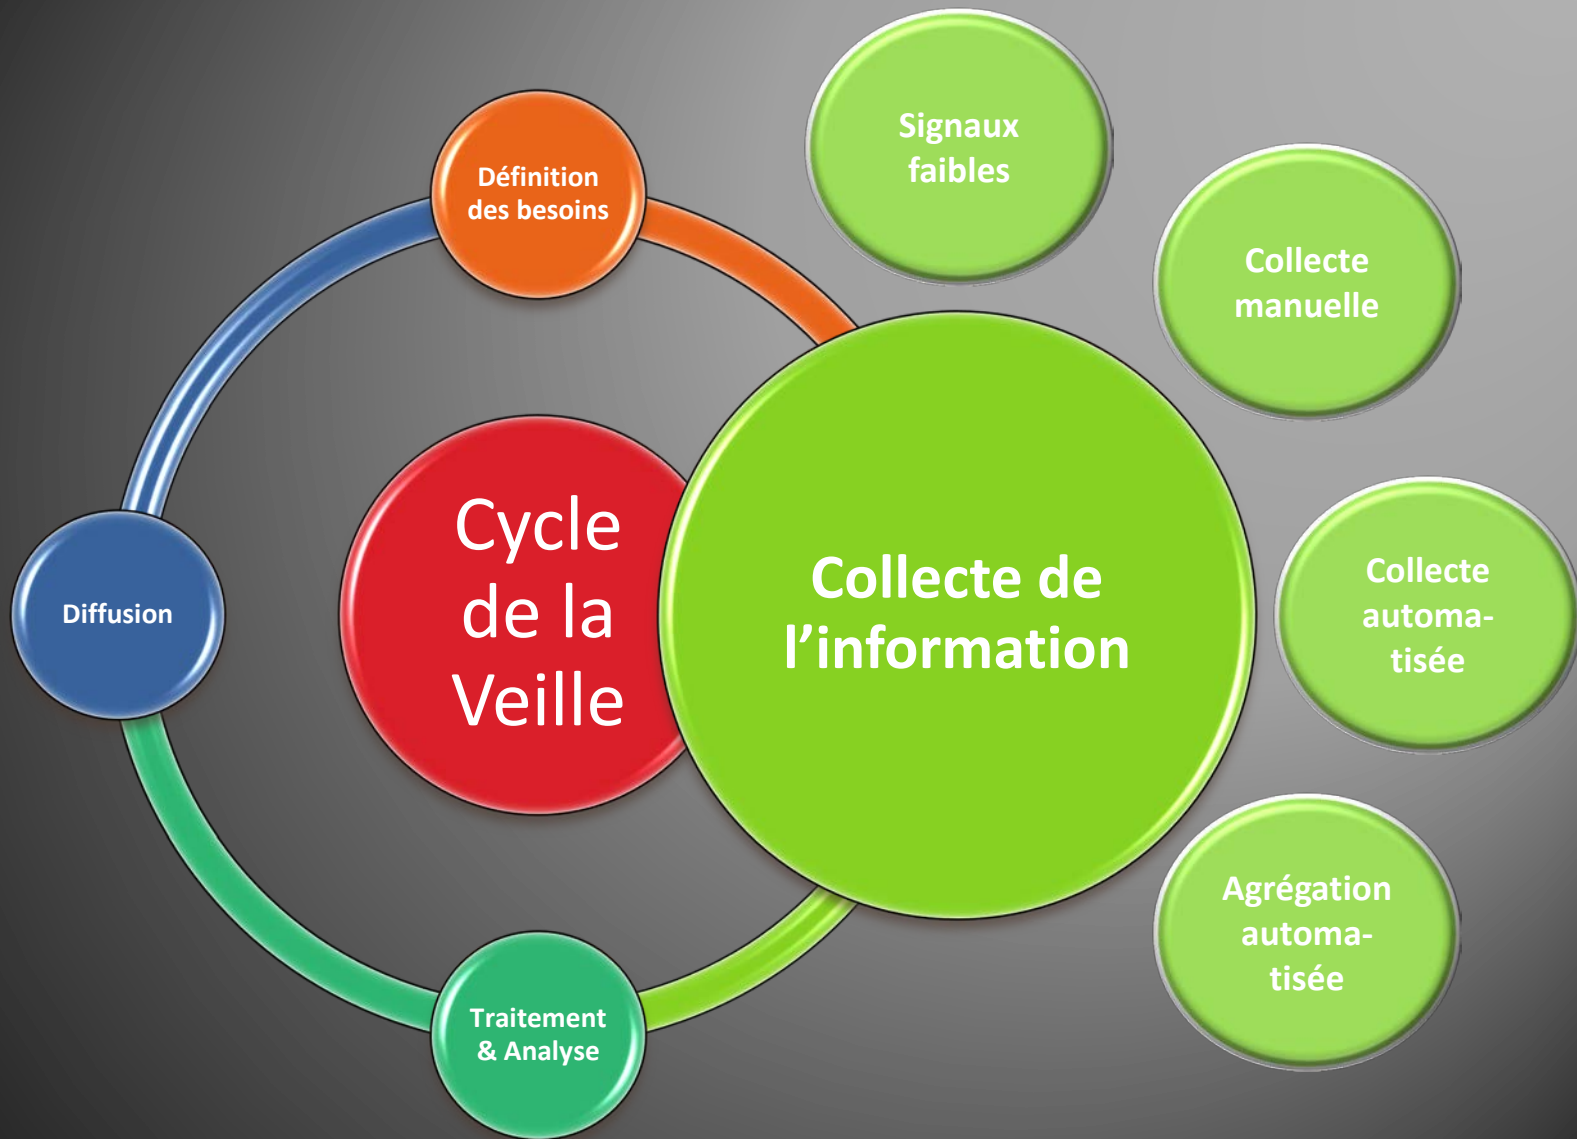 Signaux
faibles
Définition
des besoins
Collecte
manuelle
Cycle
de la
Veille
Collecte de
l’information
Diffusion
Collecte
automa-
tisée
Agrégation
automa-
tisée
Traitement
& Analyse